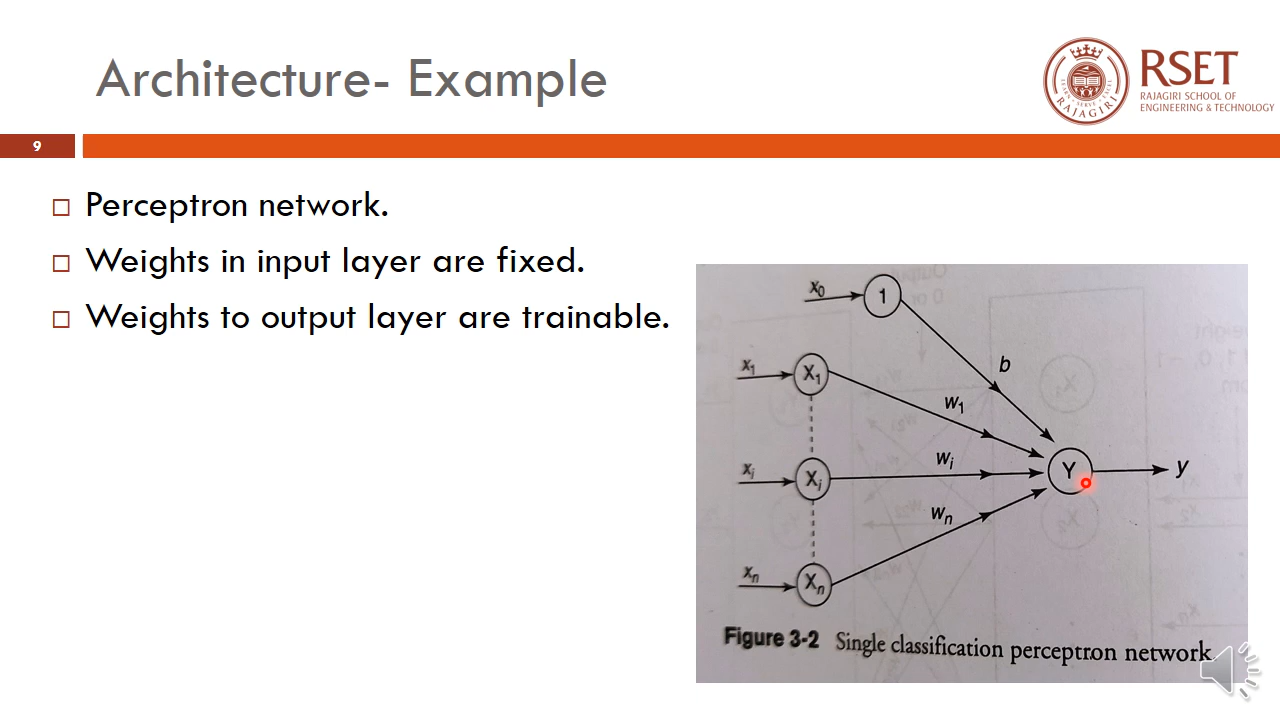 Architecture- Example
RSET
RAJAGIRI SCHOOL OF
ENGINEERING & TECHNOLOGY
RAJAGIRI
9
Perceptron network.
Weights in input layer are fixed.
Weights to output layer are trainable.
x0
1
b
x1
X1
w1
xi
Xi
wi
Y
y
wn
xn
Xn
Figure 3-2 Single classification perceptron network